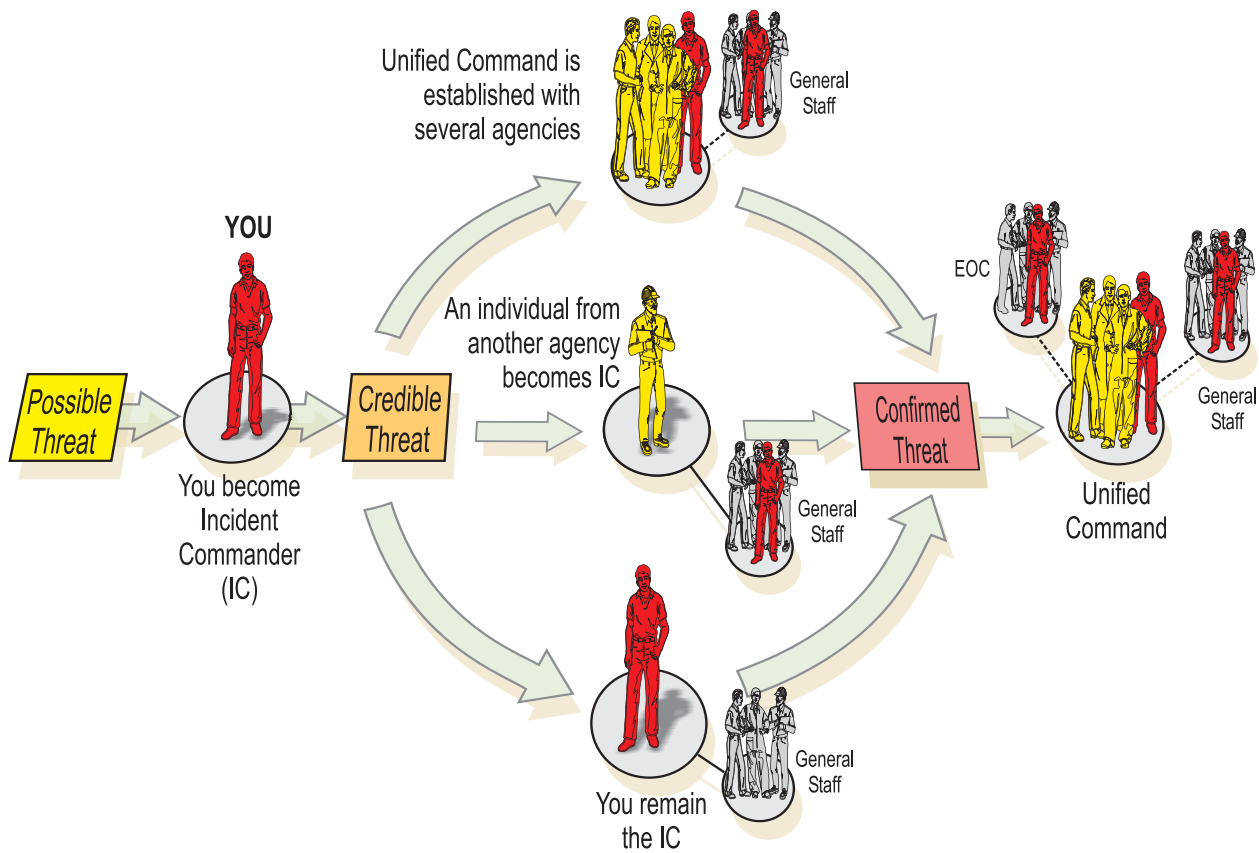 Unified Command is
established with
several agencies
General
Staff
YOU
An individual from
another agency
becomes IC
EOC
General
Staff
Possible
Threat
Credible
Threat
Confirmed
Threat
You become
Incident
Commander
(IC)
General
Staff
Unified
Command
General
Staff
You remain
the IC